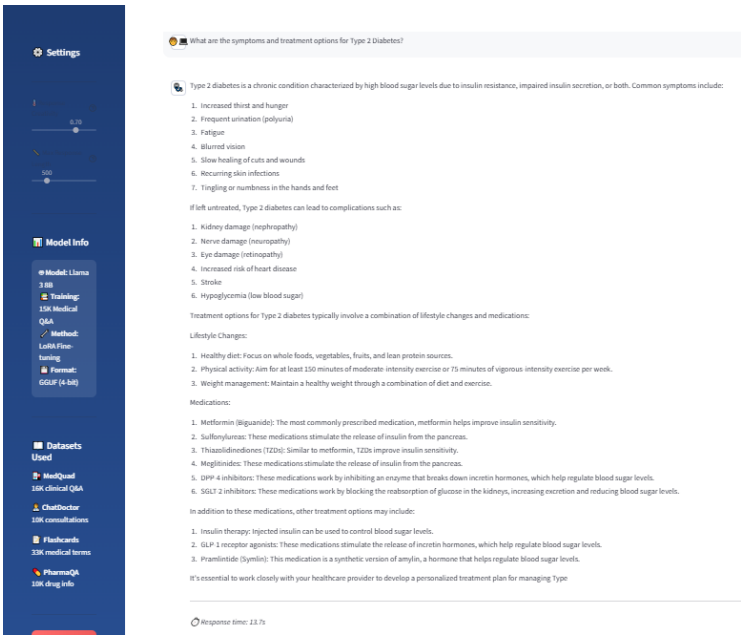 Settings
0.70
500
Model Info
Model: Llama
3 8B
Training:
15K Medical
Q&A
Method:
LoRA Fine-
tuning
Format:
GGUF (4-bit)
Datasets
Used
MedQuad
16K clinical Q&A
ChatDoctor
10K consultations
Flashcards
33K medical terms
PharmaQA
10K drug info
What are the symptoms and treatment options for Type 2 Diabetes?
Type 2 diabetes is a chronic condition characterized by high blood sugar levels due to insulin resistance, impaired insulin secretion, or both. Common symptoms include:
1. Increased thirst and hunger
2. Frequent urination (polyuria)
3. Fatigue
4. Blurred vision
5. Slow healing of cuts and wounds
6. Recurring skin infections
7. Tingling or numbness in the hands and feet
If left untreated, Type 2 diabetes can lead to complications such as:
1. Kidney damage (nephropathy)
2. Nerve damage (neuropathy)
3. Eye damage (retinopathy)
4. Increased risk of heart disease
5. Stroke
6. Hypoglycemia (low blood sugar)
Treatment options for Type 2 diabetes typically involve a combination of lifestyle changes and medications:
Lifestyle Changes:
1. Healthy diet: Focus on whole foods, vegetables, fruits, and lean protein sources.
2. Physical activity: Aim for at least 150 minutes of moderate-intensity exercise or 75 minutes of vigorous-intensity exercise per week.
3. Weight management: Maintain a healthy weight through a combination of diet and exercise.
Medications:
1. Metformin (Biguanide): The most commonly prescribed medication, metformin helps improve insulin sensitivity.
2. Sulfonylureas: These medications stimulate the release of insulin from the pancreas.
3. Thiazolidinediones (TZDs): Similar to metformin, TZDs improve insulin sensitivity.
4. Meglitinides: These medications stimulate the release of insulin from the pancreas.
5. DPP-4 inhibitors: These medications work by inhibiting an enzyme that breaks down incretin hormones, which help regulate blood sugar levels.
6. SGLT-2 inhibitors: These medications work by blocking the reabsorption of glucose in the kidneys, increasing excretion and reducing blood sugar levels.
In addition to these medications, other treatment options may include:
1. Insulin therapy: Injected insulin can be used to control blood sugar levels.
2. GLP-1 receptor agonists: These medications stimulate the release of incretin hormones, which help regulate blood sugar levels.
3. Pramlintide (Symlin): This medication is a synthetic version of amylin, a hormone that helps regulate blood sugar levels.
It's essential to work closely with your healthcare provider to develop a personalized treatment plan for managing Type
Response time: 13.7s